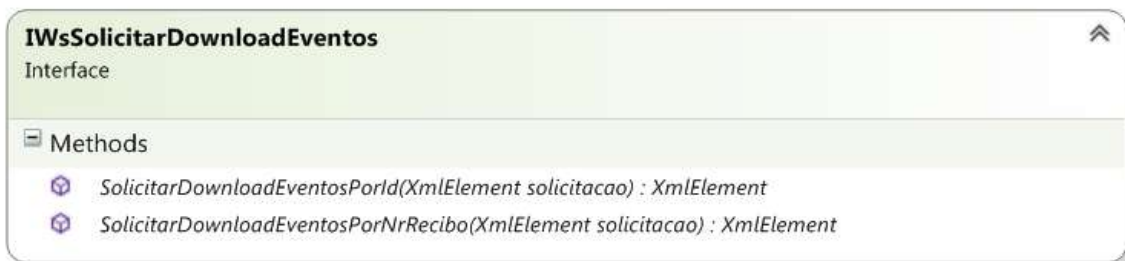 IWsSolicitarDownloadEventos
Interface
Methods
SolicitarDownloadEventosPorId(XmlElement solicitacao) : XmlElement
SolicitarDownloadEventosPorNrRecibo(XmlElement solicitacao) : XmlElement